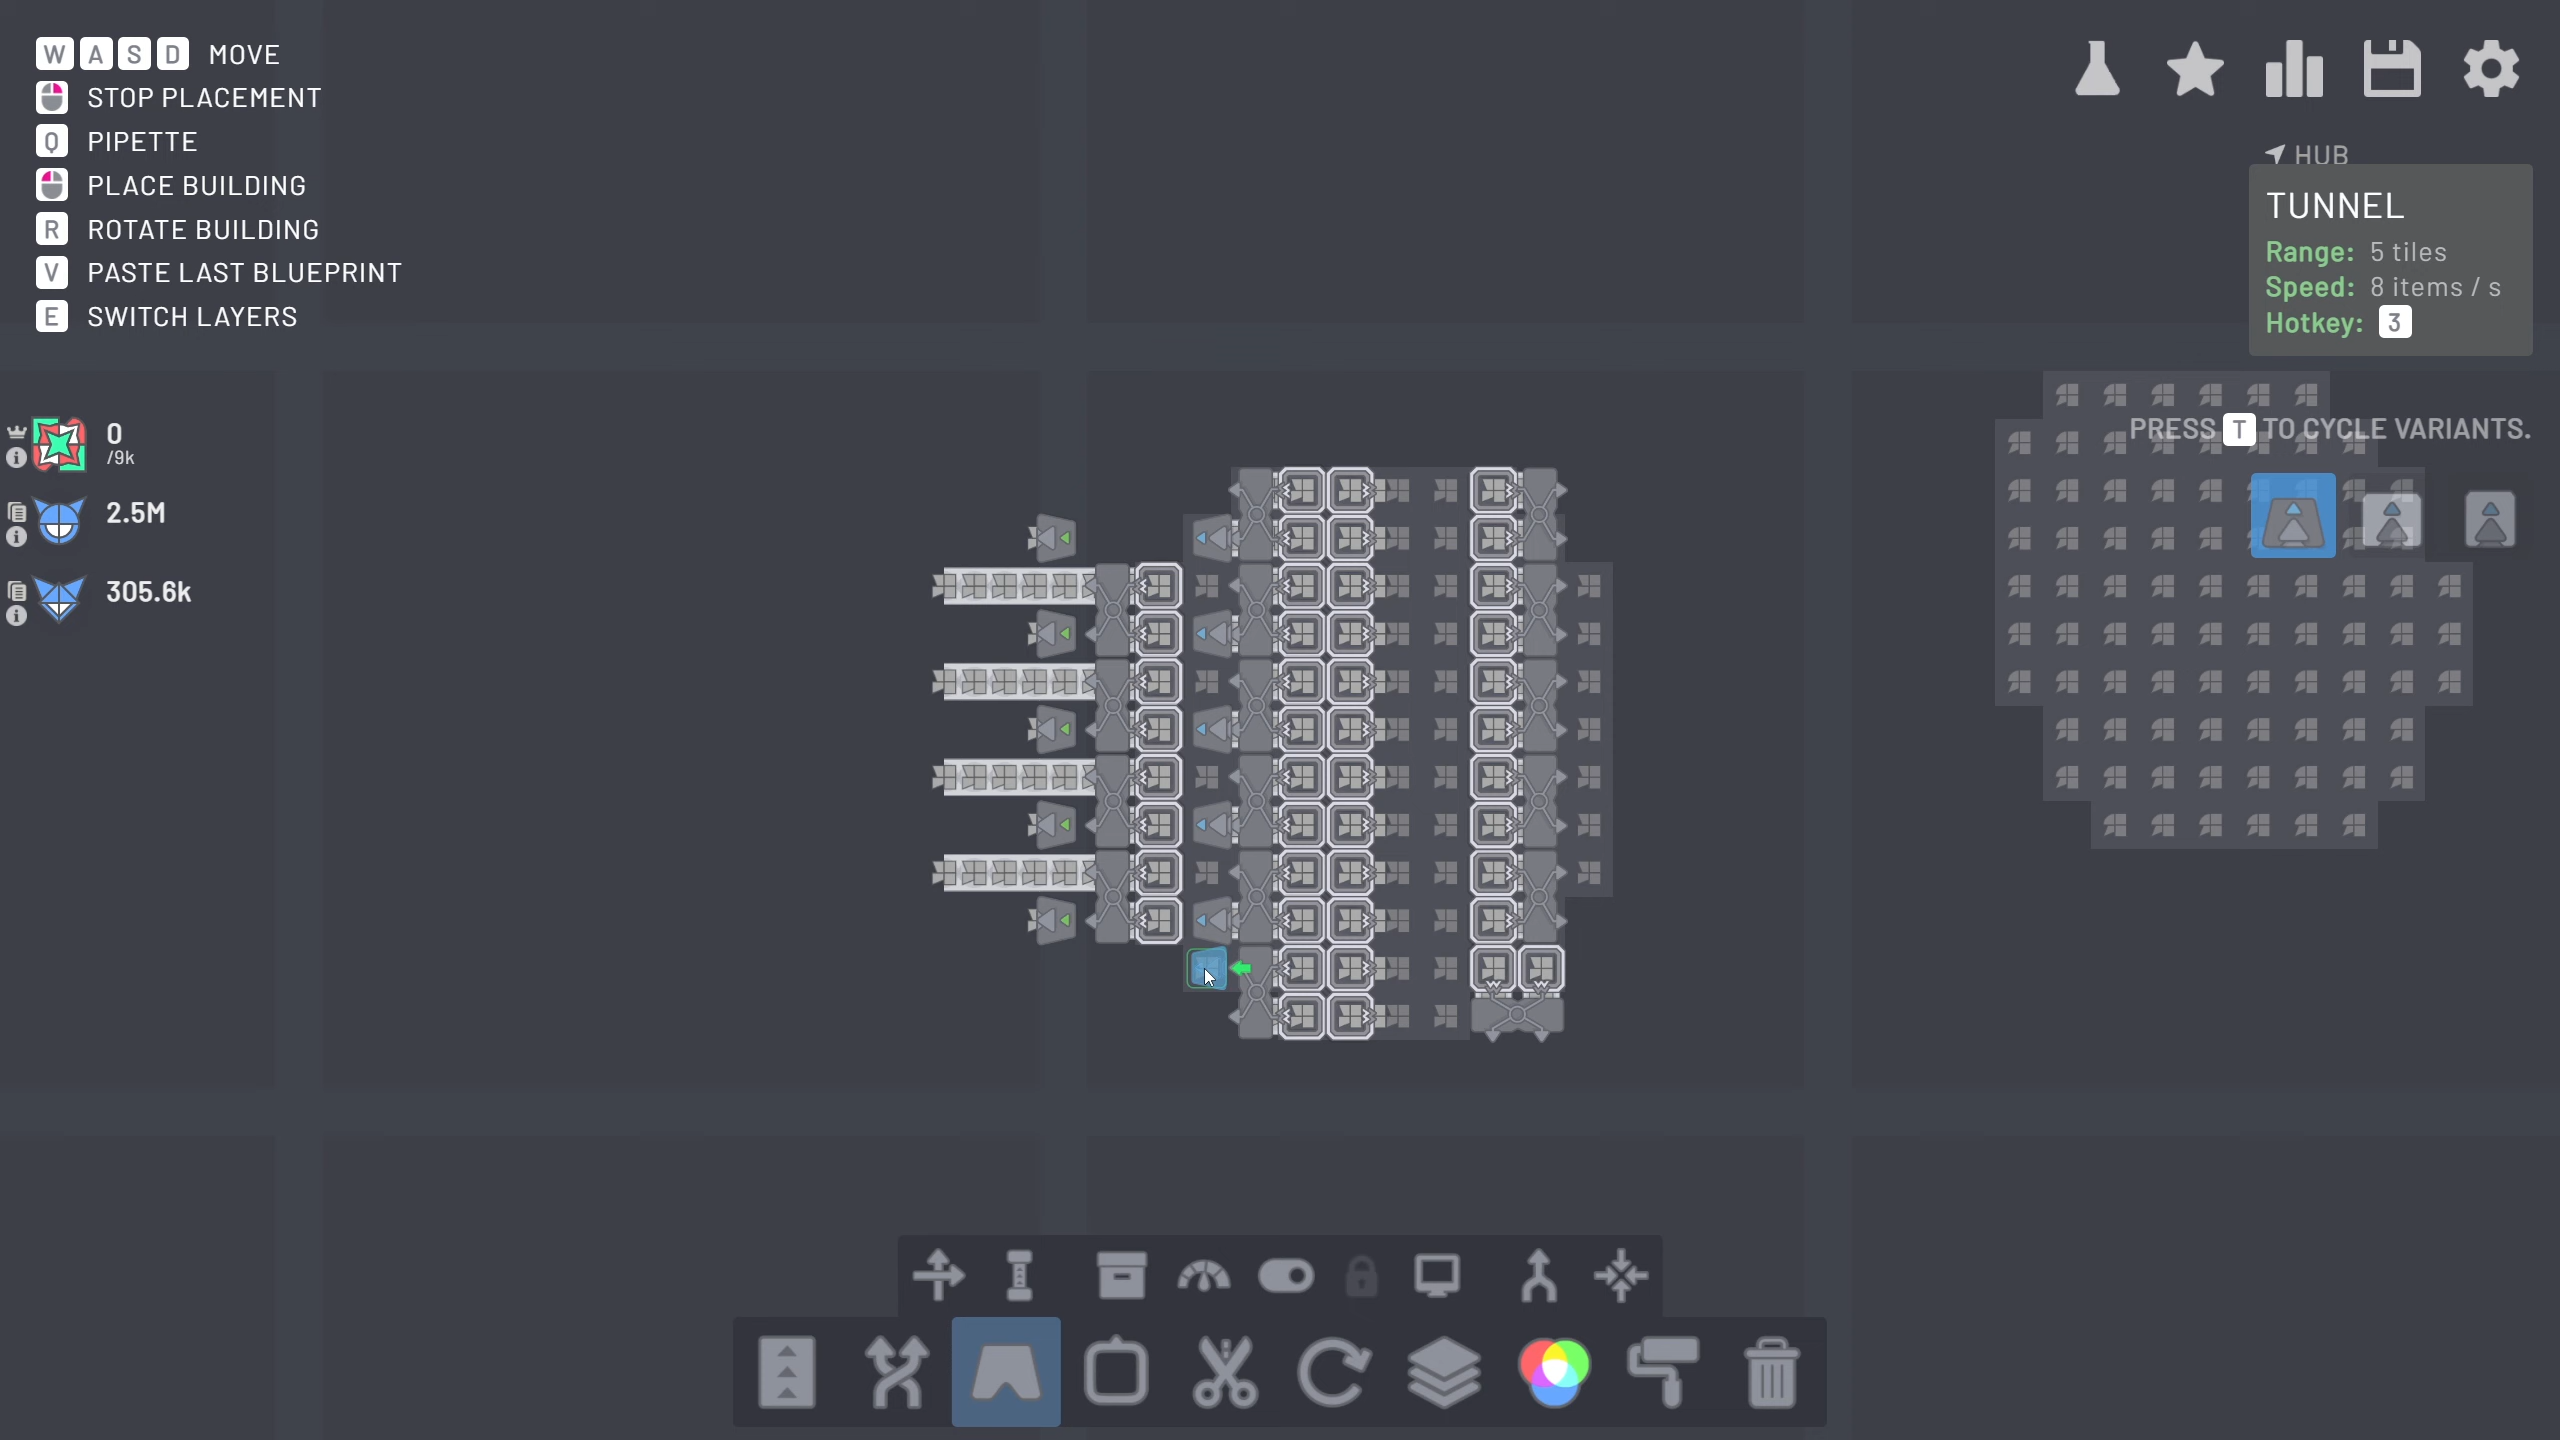 W A S D MOVE
STOP PLACEMENT
Q PIPETTE
PLACE BUILDING
R ROTATE BUILDING
V PASTE LAST BLUEPRINT
E SWITCH LAYERS
0
/9k
2.5M
305.6k
HUB
TUNNEL
Range: 5 tiles
Speed: 8 items / s
Hotkey: 3
PRESS T TO CYCLE VARIANTS.